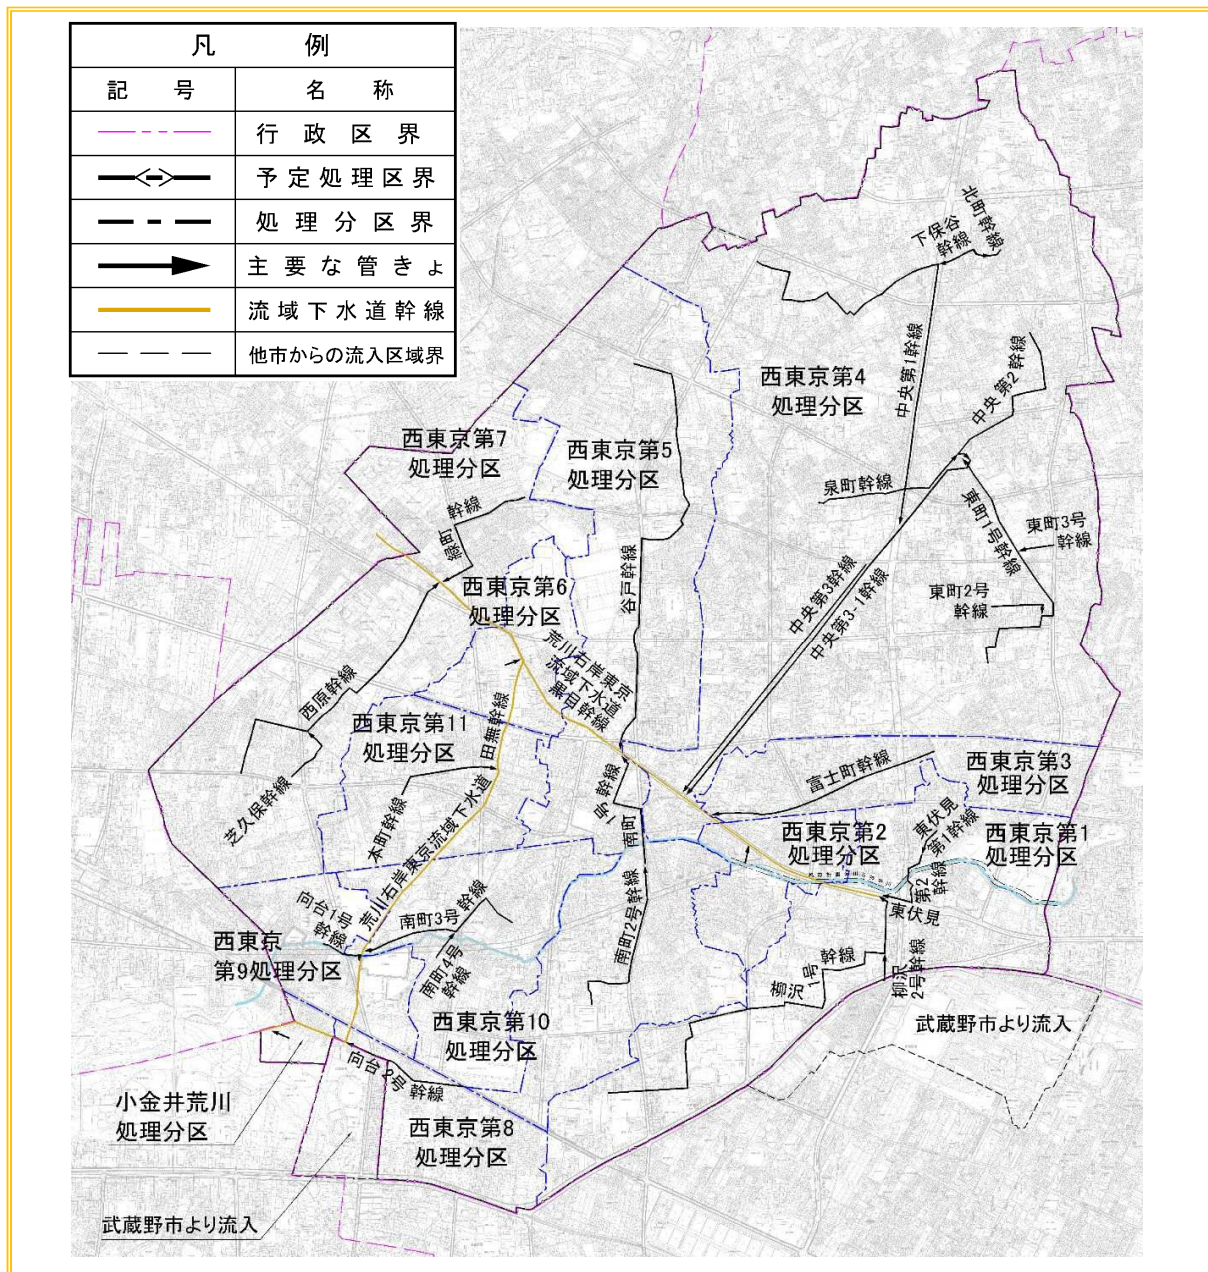 凡 例
記 号 名 称
行政区界
予定処理区界
処理分区界
主要な管きょ
流域下水道幹線
他市からの流入区域界
北町幹線
下保谷
幹線
中央第1幹線
中央第2幹線
西東京第4
処理分区
西東京第7
処理分区
西東京第5
処理分区
泉町幹線
東町1号幹線
東町3号
幹線
東町2号
幹線
緑町幹線
西東京第6
処理分区
谷戸幹線
中央第3幹線
中央第3-1幹線
荒川右岸東京
流域下水道
黒目幹線
西原幹線
西東京第11
処理分区
田無幹線
荒川右岸東京流域下水道
芝久保幹線
本町幹線
南町1号幹線
富士町幹線
西東京第3
処理分区
西東京第2
処理分区
東伏見
第1幹線
西東京第1
処理分区
東伏見
第2幹線
向台1号
幹線
南町3号幹線
南町4号
幹線
南町2号幹線
柳沢
1号幹線
柳沢
2号幹線
西東京
第9処理分区
西東京第10
処理分区
武蔵野市より流入
向台2号幹線
小金井荒川
処理分区
西東京第8
処理分区
武蔵野市より流入